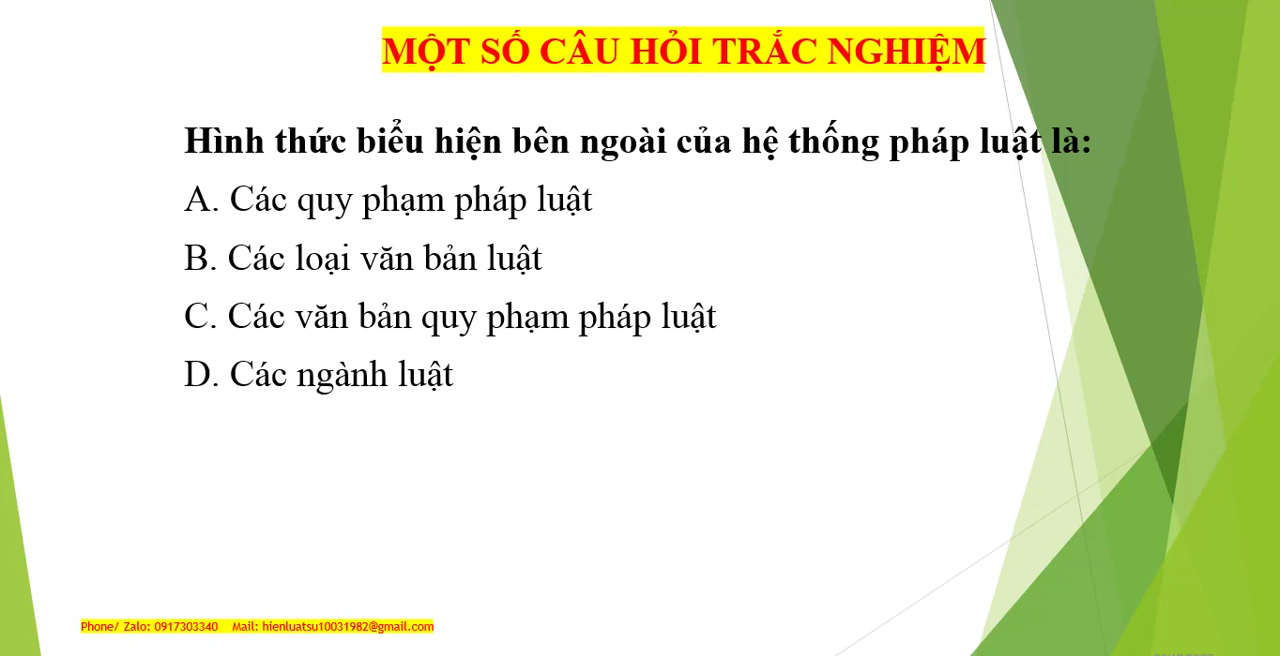 MỘT SỐ CÂU HỎI TRẮC NGHIỆM
Hình thức biểu hiện bên ngoài của hệ thống pháp luật là:
A. Các quy phạm pháp luật
B. Các loại văn bản luật
C. Các văn bản quy phạm pháp luật
D. Các ngành luật
Phone/ Zalo: 0917303340 Mail: hienluatsu10031982@gmail.com